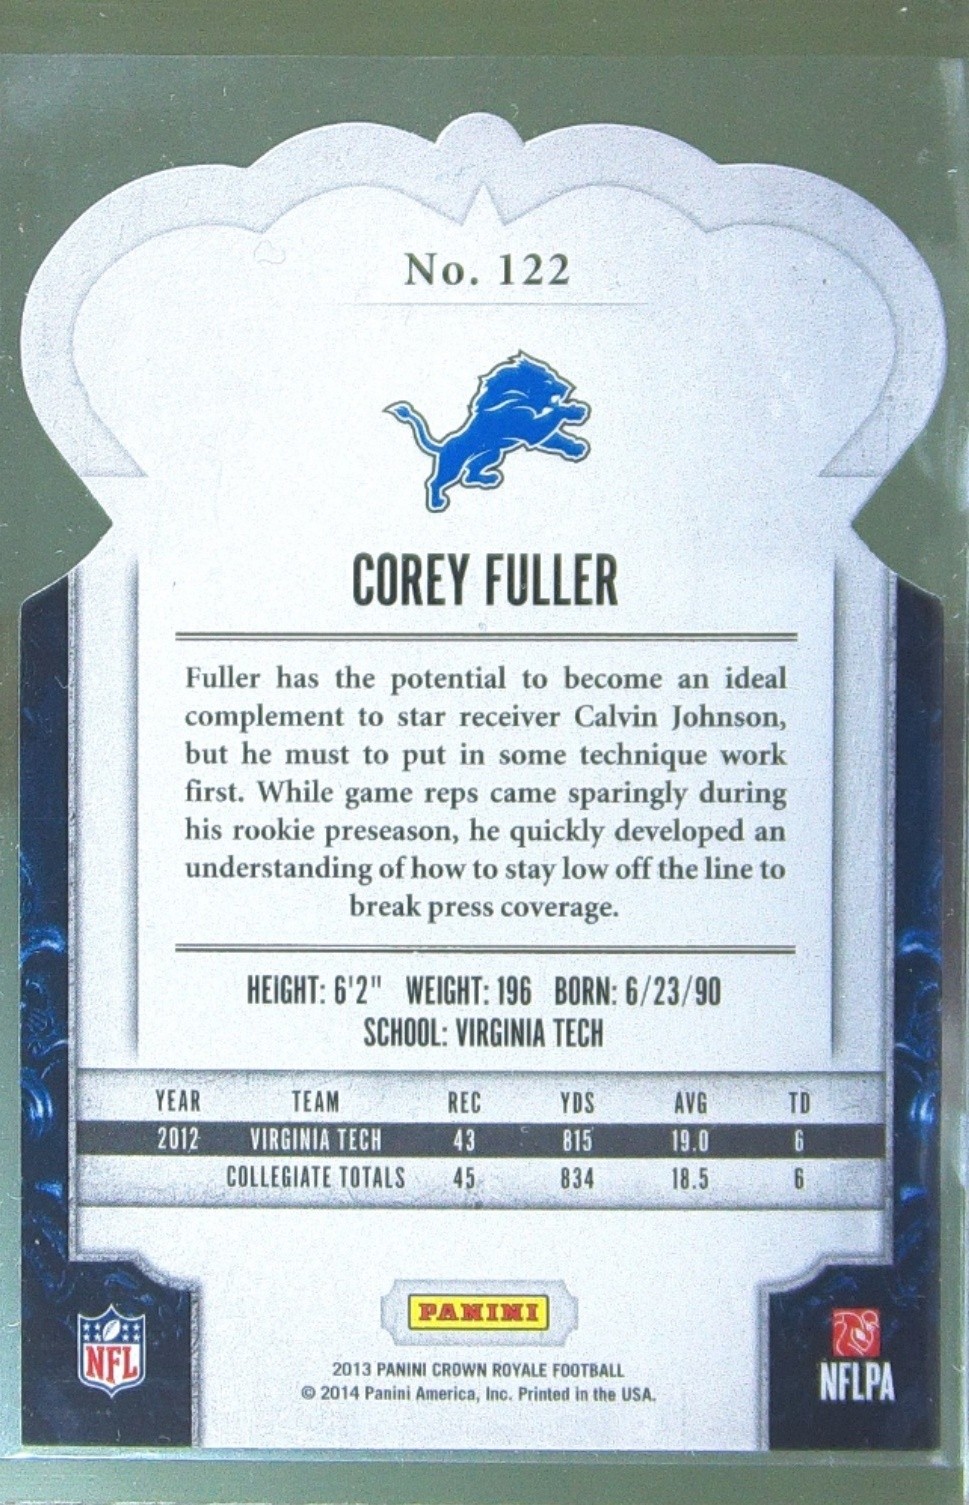 No. 122
COREY FULLER
Fuller has the potential to become an ideal
complement to star receiver Calvin Johnson,
but he must to put in some technique work
first. While game reps came sparingly during
his rookie preseason, he quickly developed an
understanding of how to stay low off the line to
break press coverage.
HEIGHT: 6'2" WEIGHT: 196 BORN: 6/23/90
SCHOOL: VIRGINIA TECH
YEAR TEAM REC YDS AVG TD
2012 VIRGINIA TECH 43 815 19.0 6
COLLEGIATE TOTALS 45 834 18.5 6
PANINI
NFL
2013 PANINI CROWN ROYALE FOOTBALL
© 2014 Panini America, Inc. Printed in the USA.
NFLPA